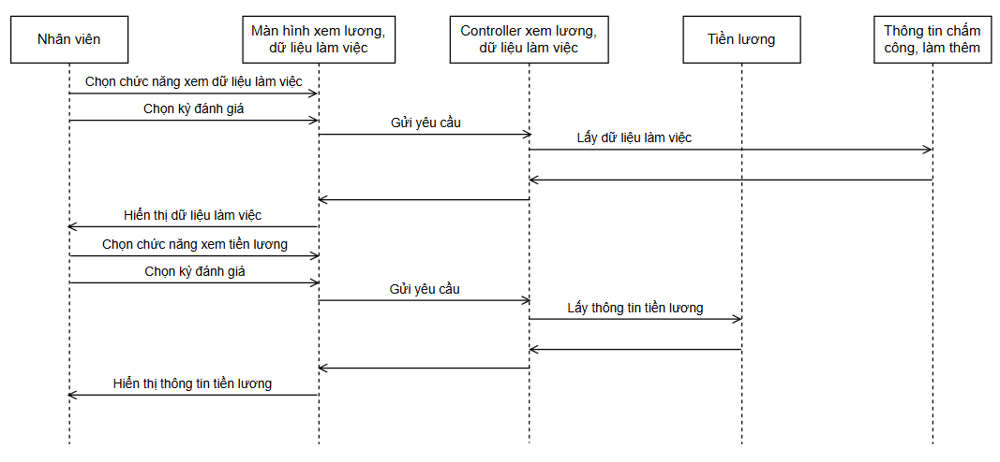 Nhân viên
Màn hình xem lương,
dữ liệu làm việc
Controller xem lương,
dữ liệu làm việc
Tiền lương
Thông tin chấm
công, làm thêm
Chọn chức năng xem dữ liệu làm việc
Chọn kỳ đánh giá
Gửi yêu cầu
Lấy dữ liệu làm việc
Hiển thị dữ liệu làm việc
Chọn chức năng xem tiền lương
Chọn kỳ đánh giá
Gửi yêu cầu
Lấy thông tin tiền lương
Hiển thị thông tin tiền lương